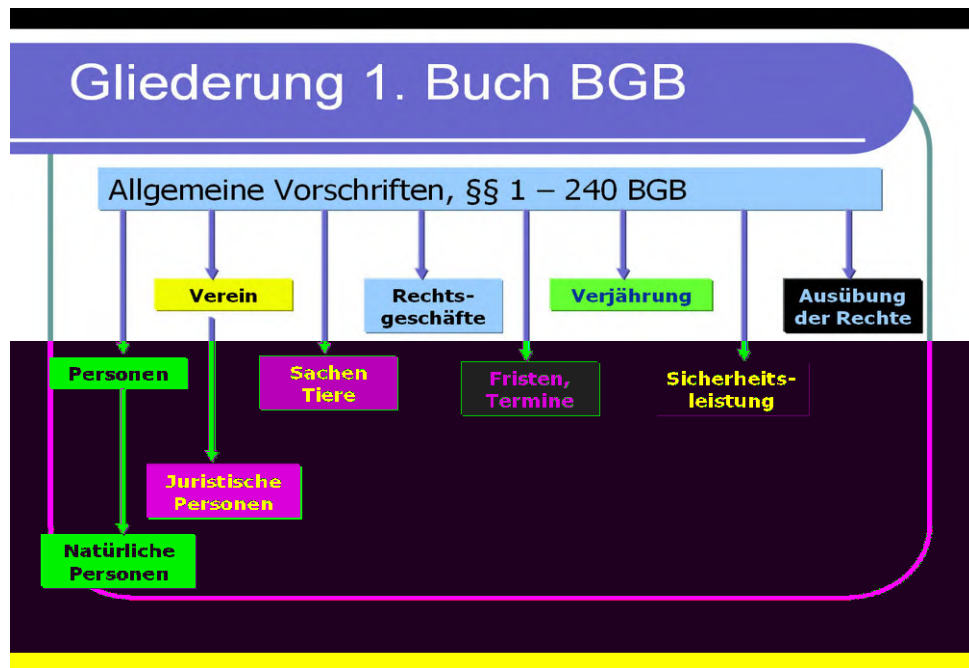 Gliederung 1. Buch BGB
Allgemeine Vorschriften, §§ 1 – 240 BGB
Verein
Rechts-
geschäfte
Verjährung
Ausübung
der Rechte
Personen
Sachen
Tiere
Fristen,
Termine
Sicherheits-
leistung
Juristische
Personen
Natürliche
Personen